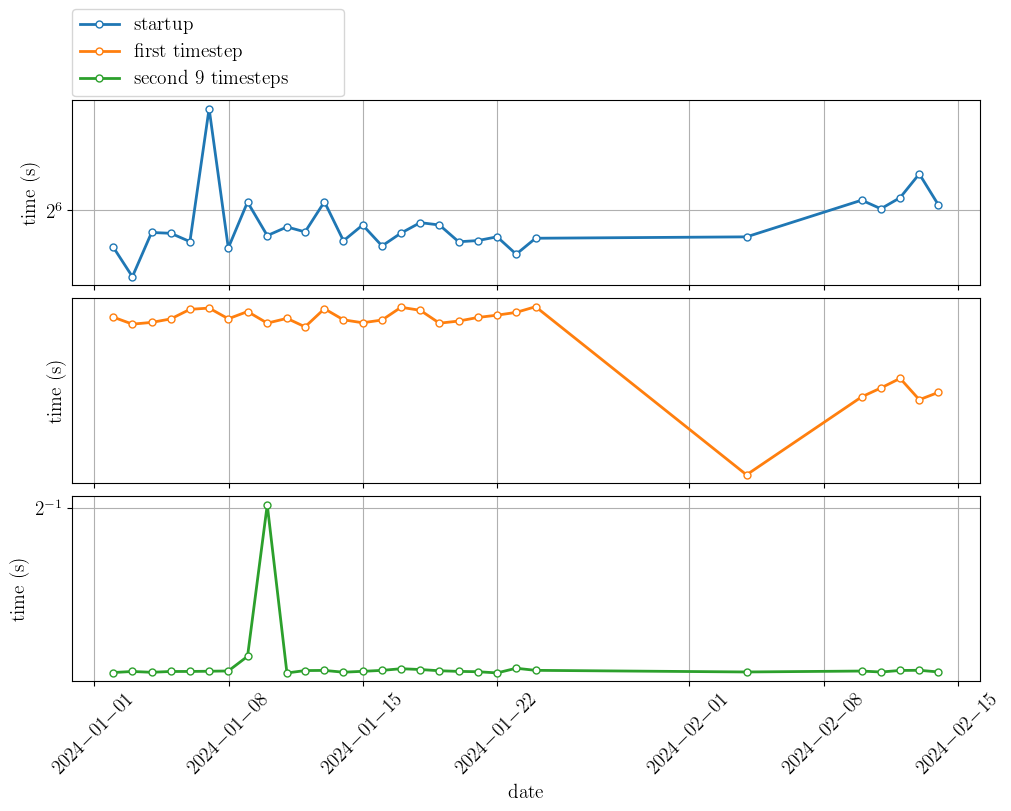 startup
first timestep
second 9 timesteps
time (s)
2^6
time (s)
2^{-1}
time (s)
2024-01-01
2024-01-08
2024-01-15
2024-01-22
2024-02-01
2024-02-08
2024-02-15
date